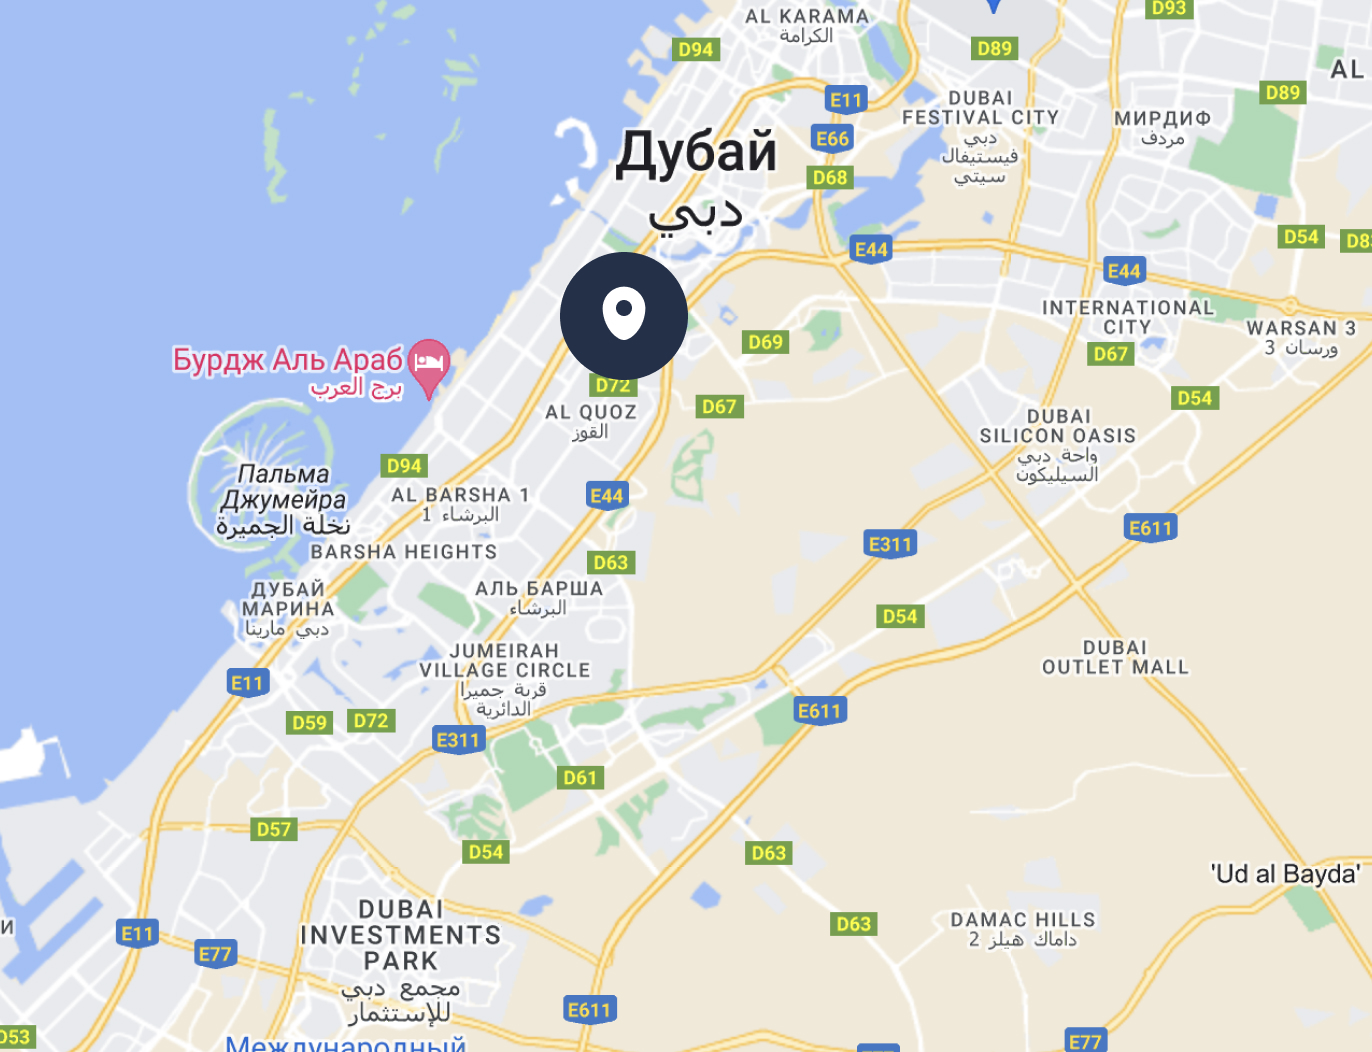 AL KARAMA
الكرامة
D93
D94
D89
AL
D89
E11
DUBAI
FESTIVAL CITY
دبي
فيستيفال
سيتي
МИРДИФ
مردف
E66
Дубай
دبي
D68
E44
D54
E44
INTERNATIONAL
CITY
WARSAN 3
ورسان 3
D69
D67
Бурдж Аль Араб
برج العرب
D72
AL QUOZ
القوز
D67
D54
DUBAI
SILICON OASIS
واحة دبي
السيليكون
Пальма
Джумейра
نخلة الجميرة
D94
AL BARSHA 1
البرشاء 1
E44
BARSHA HEIGHTS
E311
E611
D63
ДУБАЙ
МАРИНА
دبي مارينا
АЛЬ БАРША
البرشاء
D54
JUMEIRAH
VILLAGE CIRCLE
قرية جميرا
الدائرية
DUBAI
OUTLET MALL
E11
D59
D72
E311
E611
D61
D57
D54
D63
'Ud al Bayda'
DUBAI
INVESTMENTS
PARK
مجمع دبي
للإستثمار
D63
DAMAC HILLS
داماك هيلز 2
И
E11
E77
E611
D53
E77
Международный